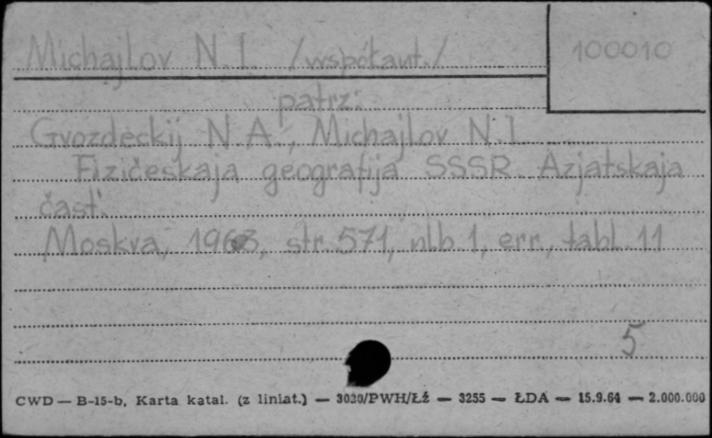 Michajlov N. I. /współaut./
100010
patrz:
Gvozdeckij N. A., Michajlov N. I.
Fizičeskaja geografija SSSR. Azjatskaja
čast'.
Moskva, 1963, str. 571, nlb. 1, err., tabl. 11
5
CWD — B-15-b, Karta katal. (z liniat.) — 3030/PWH/ŁŹ — 3255 — ŁDA — 15.9.64 — 2.000.000